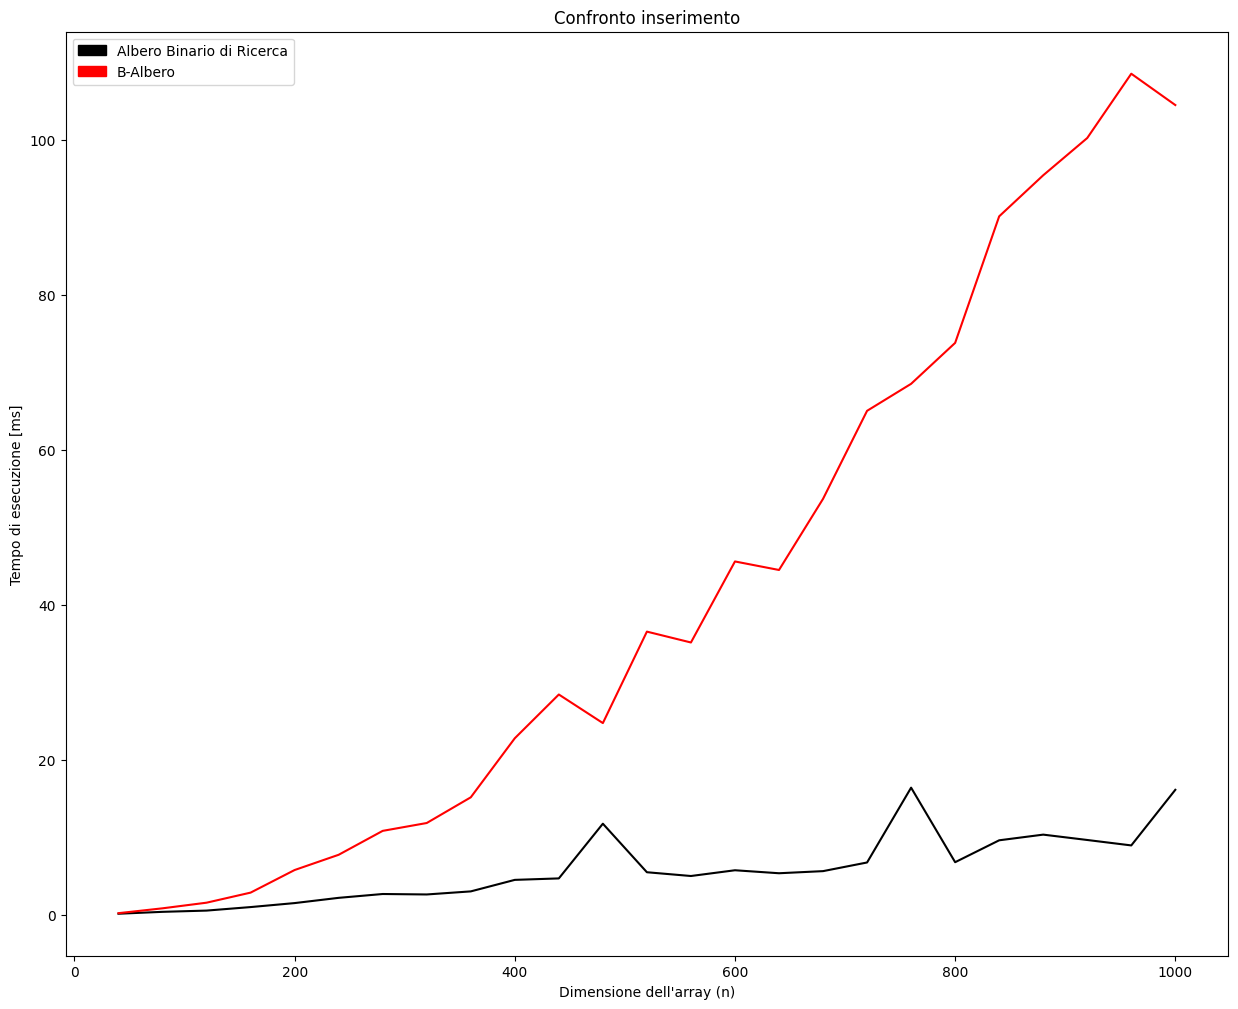 Confronto inserimento
Albero Binario di Ricerca
B-Albero
Tempo di esecuzione [ms]
100
80
60
40
20
0
0 200 400 600 800 1000
Dimensione dell'array (n)